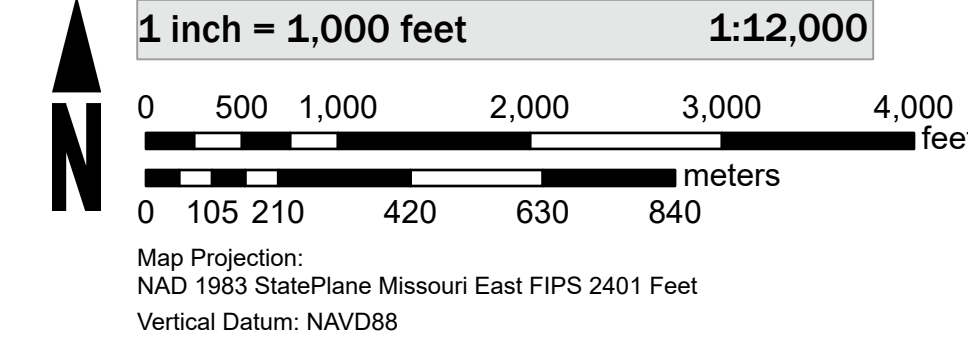 1 inch = 1,000 feet 1:12,000
0 500 1,000 2,000 3,000 4,000
feet
meters
0 105 210 420 630 840
N
Map Projection:
NAD 1983 StatePlane Missouri East FIPS 2401 Feet
Vertical Datum: NAVD88